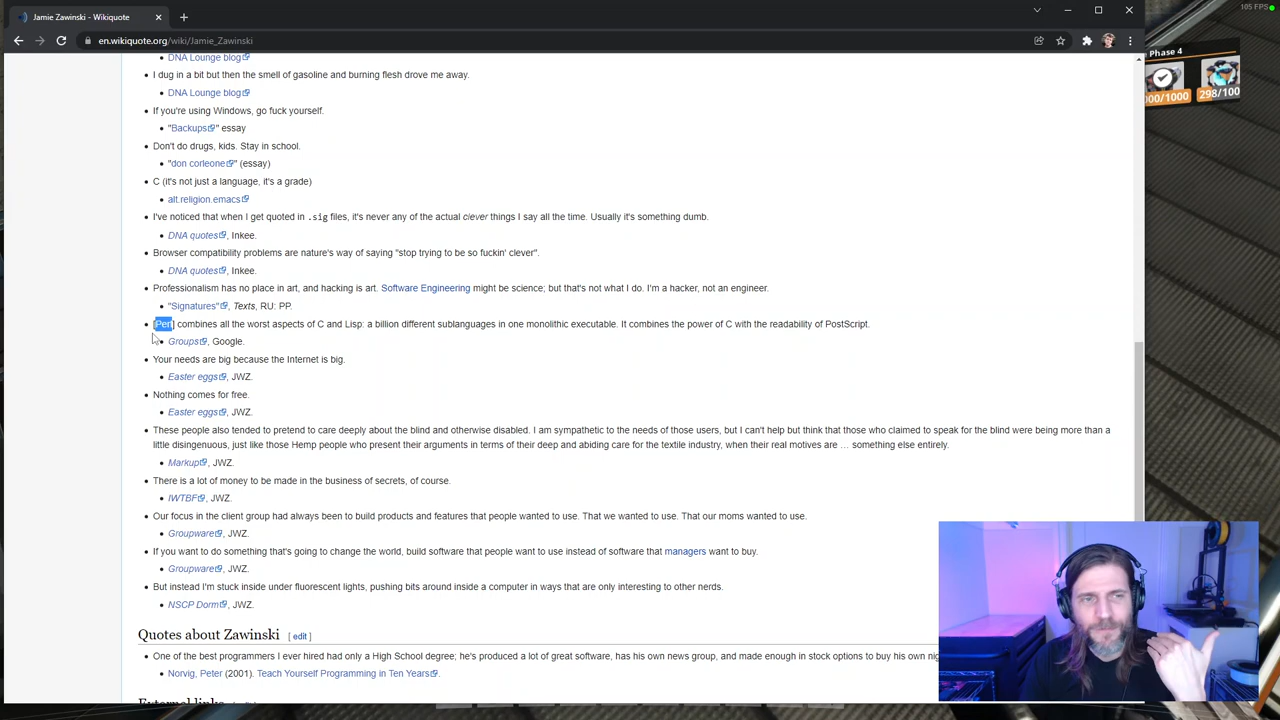 105 FPS
Jamie Zawinski - Wikiquote
en.wikiquote.org/wiki/Jamie_Zawinski
Phase 4
000/1000
298/100
DNA Lounge blog
I dug in a bit but then the smell of gasoline and burning flesh drove me away.
DNA Lounge blog
If you're using Windows, go fuck yourself.
"Backups" essay
Don't do drugs, kids. Stay in school.
"don corleone" (essay)
C (it's not just a language, it's a grade)
alt.religion.emacs
I've noticed that when I get quoted in .sig files, it's never any of the actual clever things I say all the time. Usually it's something dumb.
DNA quotes, Inkee.
Browser compatibility problems are nature's way of saying "stop trying to be so fuckin' clever".
DNA quotes, Inkee.
Professionalism has no place in art, and hacking is art. Software Engineering might be science; but that's not what I do. I'm a hacker, not an engineer.
"Signatures", Texts, RU: PP.
[Perl] combines all the worst aspects of C and Lisp: a billion different sublanguages in one monolithic executable. It combines the power of C with the readability of PostScript.
Groups, Google.
Your needs are big because the Internet is big.
Easter eggs, JWZ.
Nothing comes for free.
Easter eggs, JWZ.
These people also tended to pretend to care deeply about the blind and otherwise disabled. I am sympathetic to the needs of those users, but I can't help but think that those who claimed to speak for the blind were being more than a
little disingenuous, just like those Hemp people who present their arguments in terms of their deep and abiding care for the textile industry, when their real motives are … something else entirely.
Markup, JWZ.
There is a lot of money to be made in the business of secrets, of course.
IWTBF, JWZ.
Our focus in the client group had always been to build products and features that people wanted to use. That we wanted to use. That our moms wanted to use.
Groupware, JWZ.
If you want to do something that's going to change the world, build software that people want to use instead of software that managers want to buy.
Groupware, JWZ.
But instead I'm stuck inside under fluorescent lights, pushing bits around inside a computer in ways that are only interesting to other nerds.
NSCP Dorm, JWZ.
Quotes about Zawinski [ edit ]
One of the best programmers I ever hired had only a High School degree; he's produced a lot of great software, has his own news group, and made enough in stock options to buy his own
Norvig, Peter (2001). Teach Yourself Programming in Ten Years.
External links